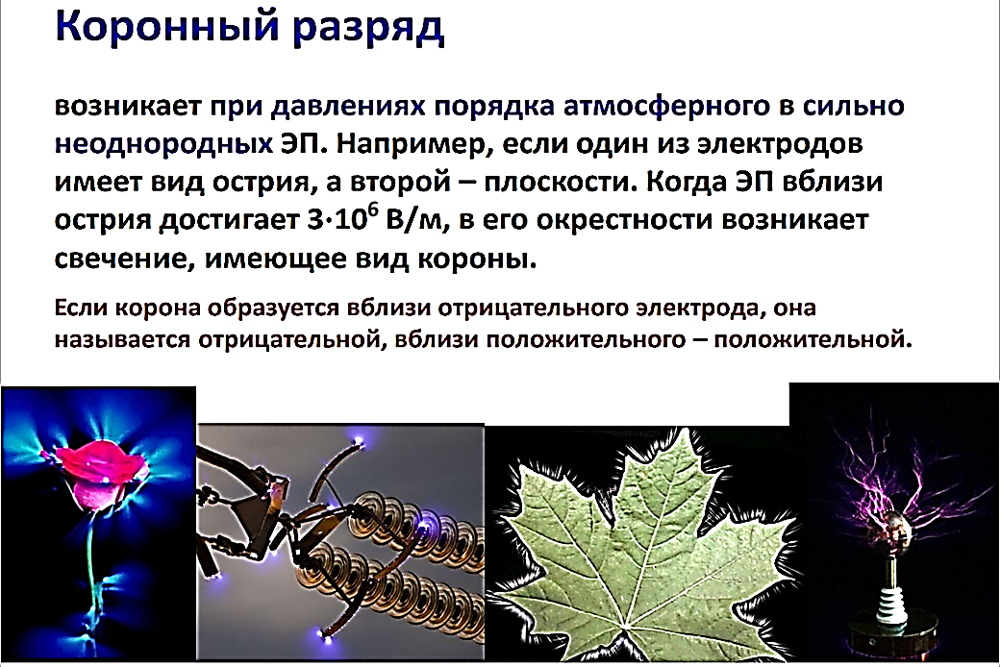 Коронный разряд
возникает при давлениях порядка атмосферного в сильно
неоднородных ЭП. Например, если один из электродов
имеет вид острия, а второй – плоскости. Когда ЭП вблизи
острия достигает 3·10⁶ В/м, в его окрестности возникает
свечение, имеющее вид короны.
Если корона образуется вблизи отрицательного электрода, она
называется отрицательной, вблизи положительного – положительной.